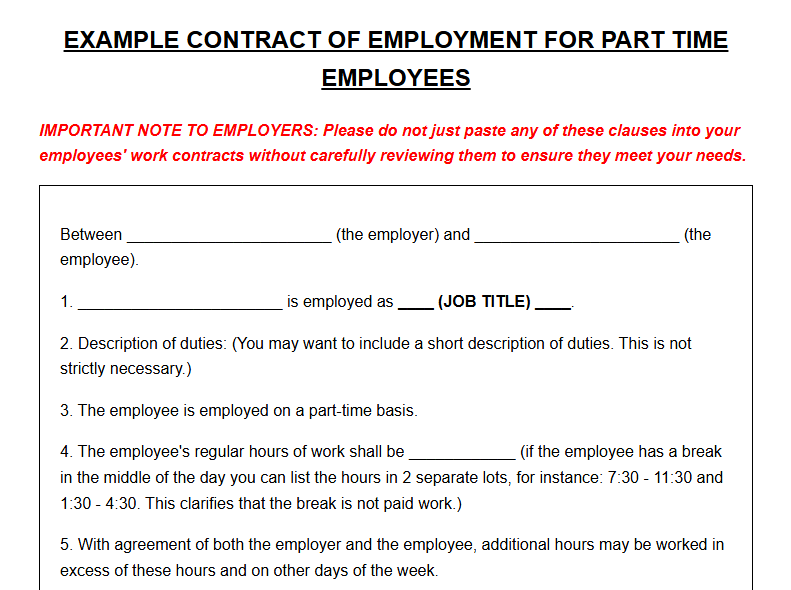 EXAMPLE CONTRACT OF EMPLOYMENT FOR PART TIME
EMPLOYEES
IMPORTANT NOTE TO EMPLOYERS: Please do not just paste any of these clauses into your
employees' work contracts without carefully reviewing them to ensure they meet your needs.
Between _______________________ (the employer) and _______________________ (the
employee).
1. _______________________ is employed as ____ (JOB TITLE) ____.
2. Description of duties: (You may want to include a short description of duties. This is not
strictly necessary.)
3. The employee is employed on a part-time basis.
4. The employee's regular hours of work shall be ____________ (if the employee has a break
in the middle of the day you can list the hours in 2 separate lots, for instance: 7:30 - 11:30 and
1:30 - 4:30. This clarifies that the break is not paid work.)
5. With agreement of both the employer and the employee, additional hours may be worked in
excess of these hours and on other days of the week.